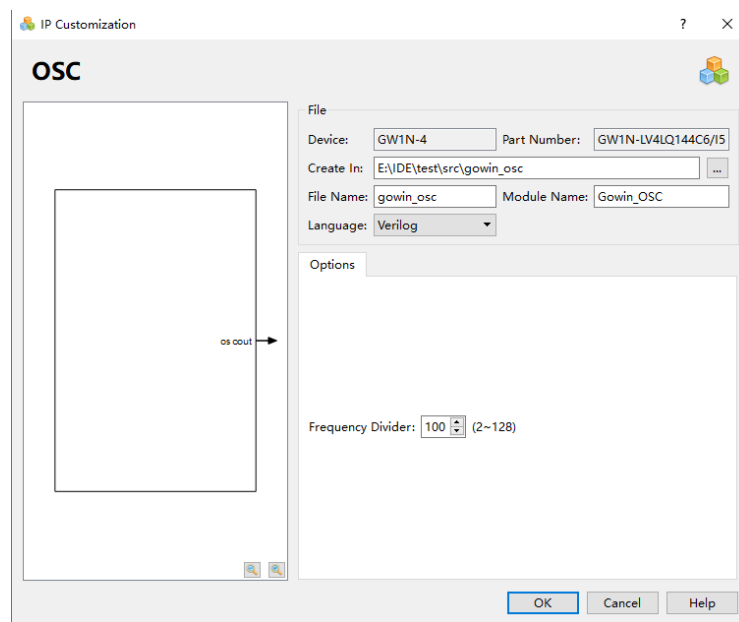 IP Customization ? ×
OSC
File
Device: GW1N-4 Part Number: GW1N-LV4LQ144C6/I5
Create In: E:\IDE\test\src\gowin_osc ...
File Name: gowin_osc Module Name: Gowin_OSC
Language: Verilog
Options
oscout
Frequency Divider: 100 (2~128)
OK Cancel Help